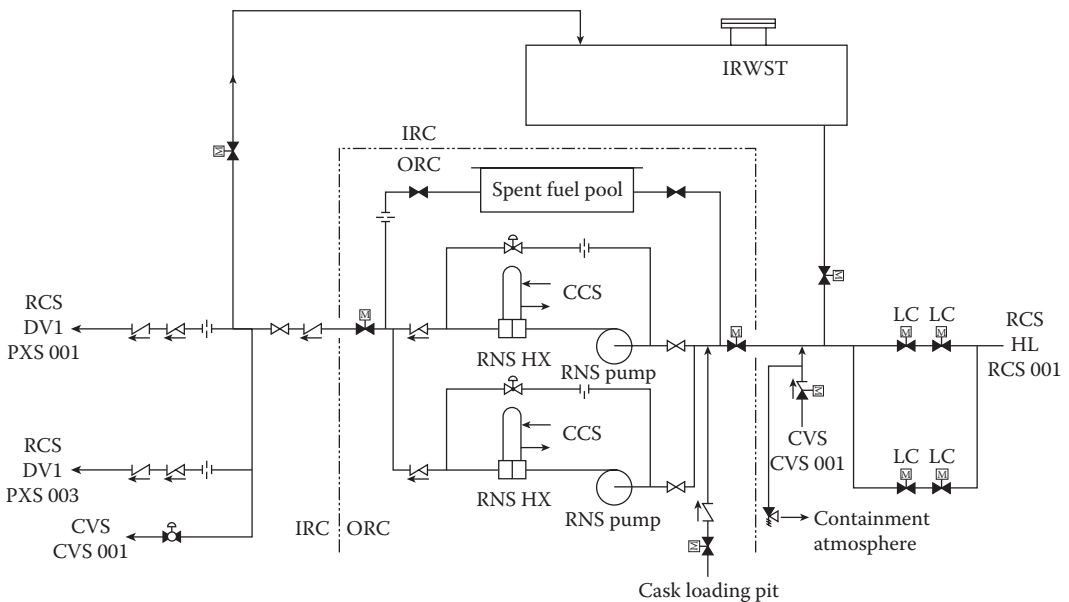 IRWST
IRC
ORC
Spent fuel pool
M
M
CCS
RCS
DV1
PXS 001
M
RNS HX
RNS pump
M
LC LC
M M
RCS
HL
RCS 001
M
CVS
CVS 001
CCS
RCS
DV1
PXS 003
RNS HX
RNS pump
LC LC
M M
CVS
CVS 001
IRC ORC
M
Containment
atmosphere
Cask loading pit